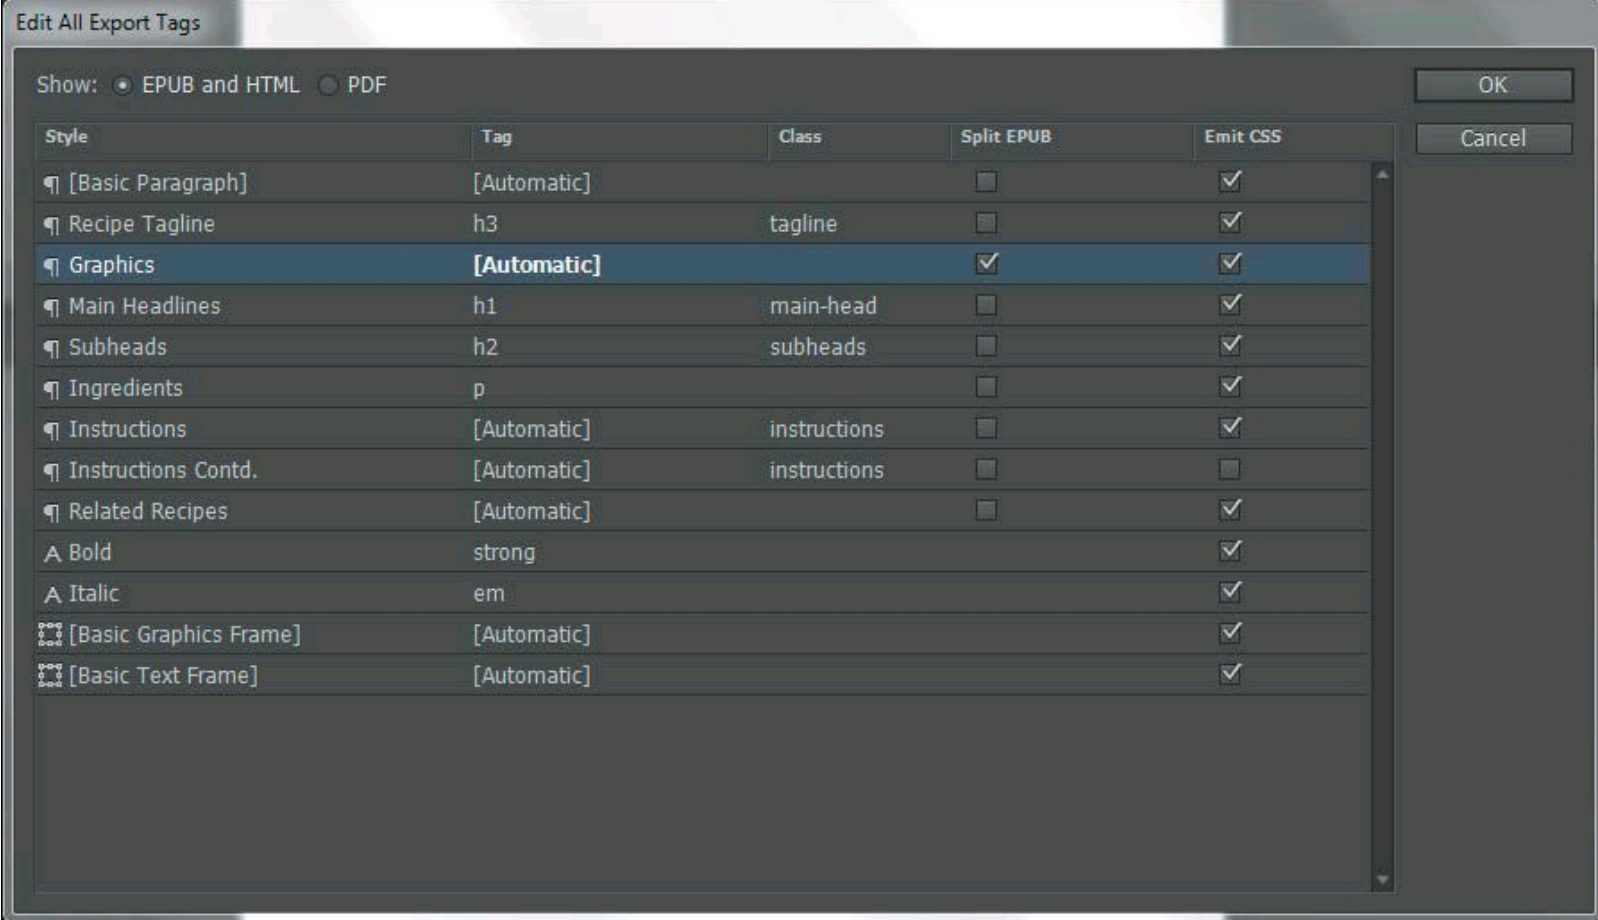 Edit All Export Tags
Show: EPUB and HTML PDF OK
Style Tag Class Split EPUB Emit CSS Cancel
¶ [Basic Paragraph] [Automatic]
¶ Recipe Tagline h3 tagline
¶ Graphics [Automatic]
¶ Main Headlines h1 main-head
¶ Subheads h2 subheads
¶ Ingredients p
¶ Instructions [Automatic] instructions
¶ Instructions Contd. [Automatic] instructions
¶ Related Recipes [Automatic]
A Bold strong
A Italic em
[Basic Graphics Frame] [Automatic]
[Basic Text Frame] [Automatic]